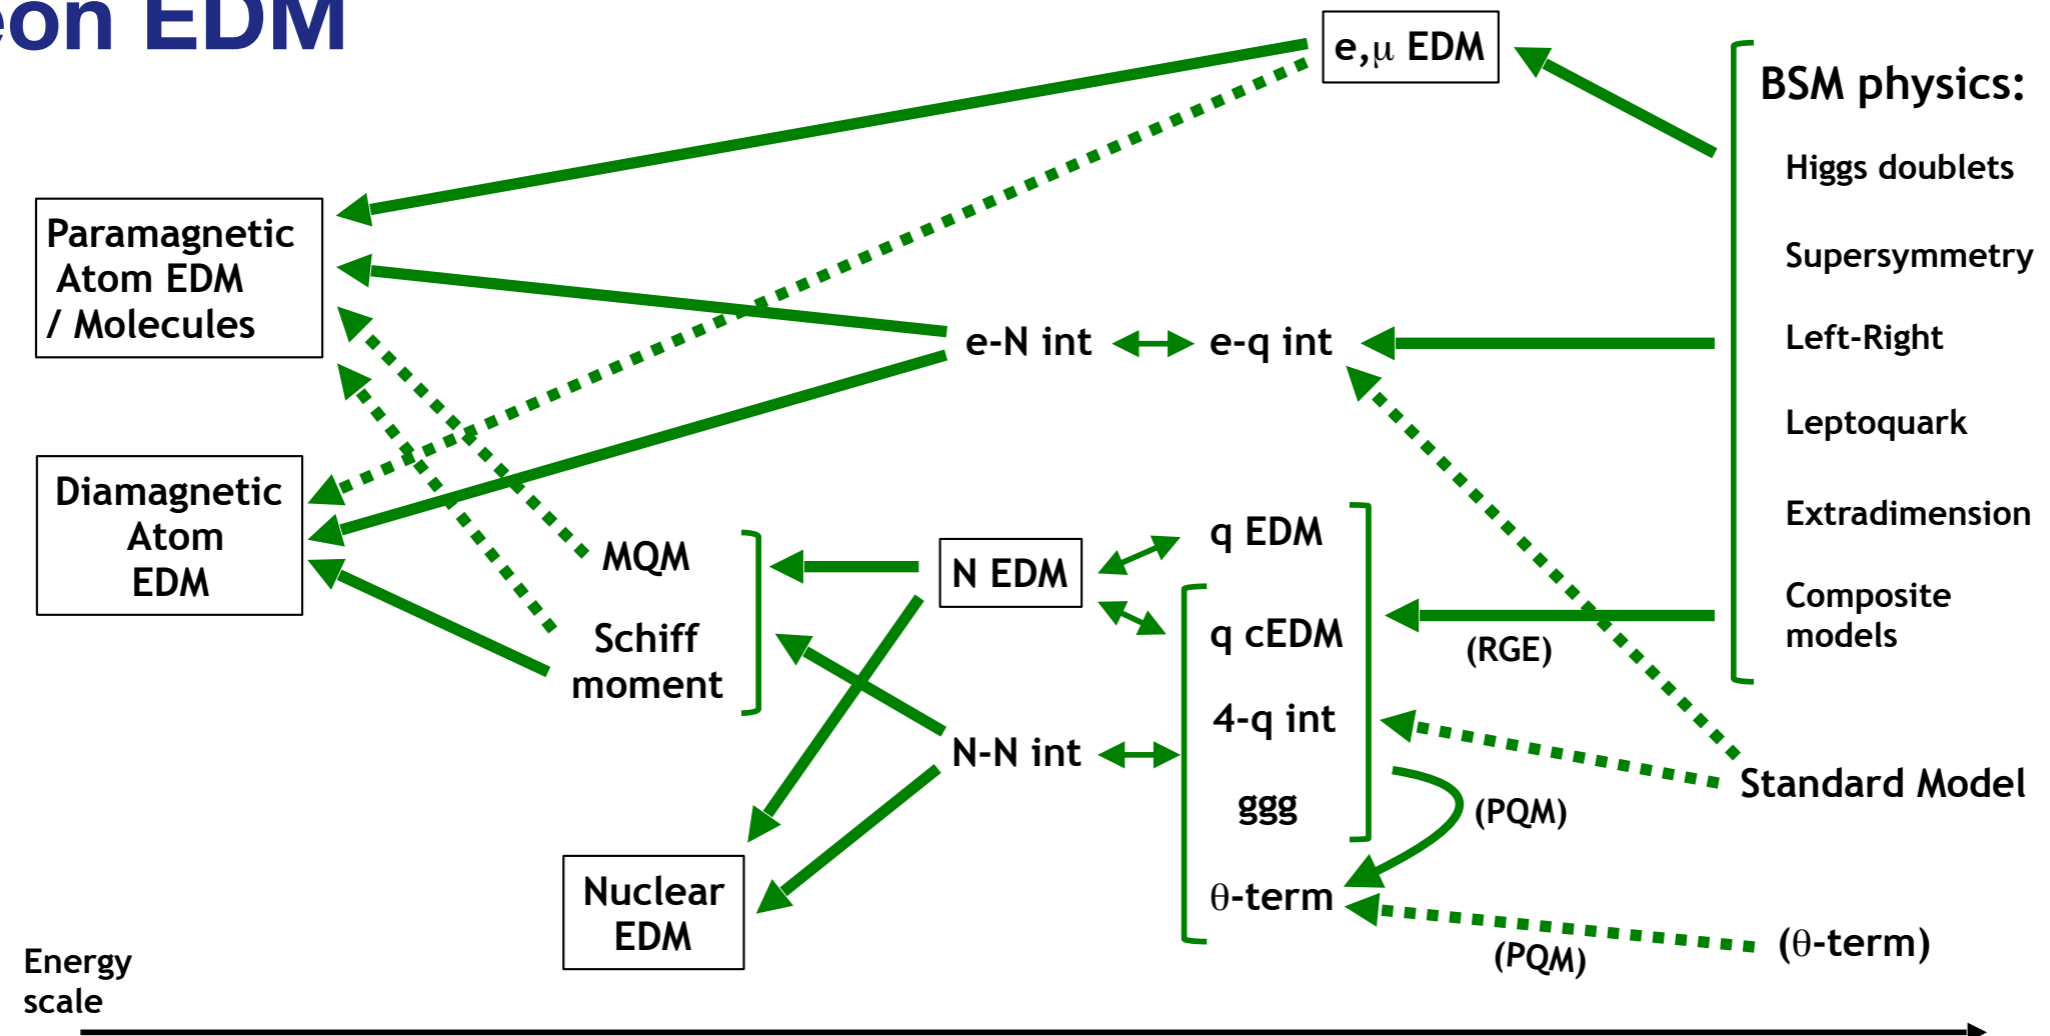 EDM
e,μ EDM
BSM physics:
Higgs doublets
Supersymmetry
Left-Right
Leptoquark
Extradimension
Composite
models
Paramagnetic
Atom EDM
/ Molecules
e-N int
e-q int
Diamagnetic
Atom
EDM
MQM
Schiff
moment
N EDM
q EDM
q cEDM
(RGE)
4-q int
N-N int
ggg
(PQM)
Standard Model
θ-term
(PQM)
(θ-term)
Nuclear
EDM
Energy
scale